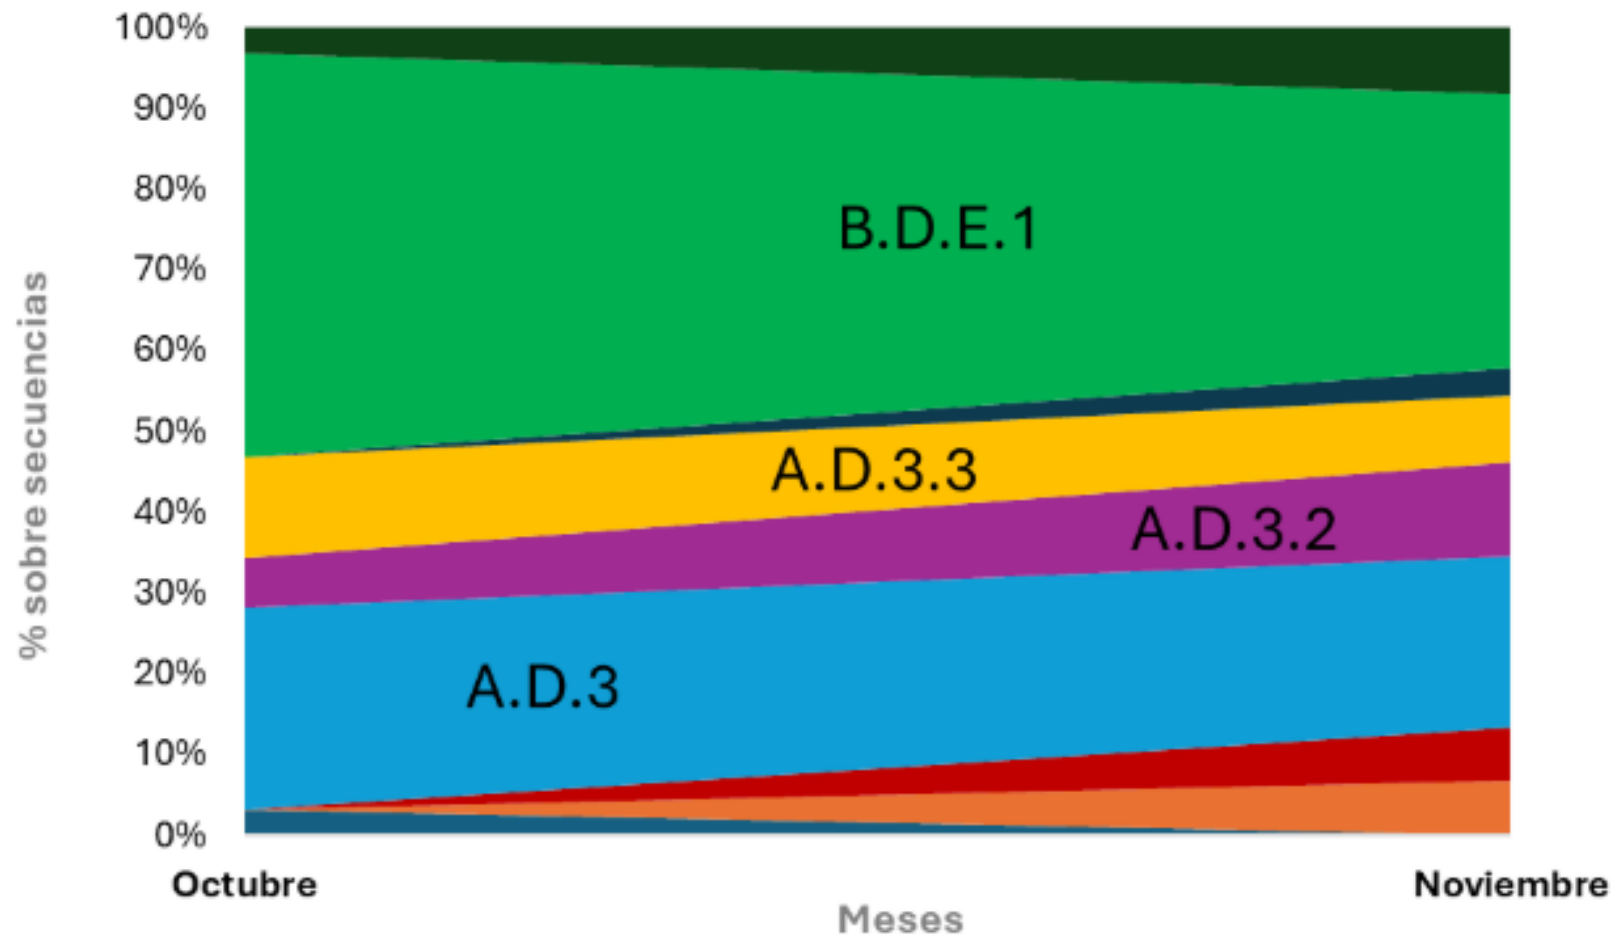 100%
90%
80%
70%
60%
50%
40%
30%
20%
10%
0%
% sobre secuencias
B.D.E.1
A.D.3.3
A.D.3.2
A.D.3
Octubre
Noviembre
Meses